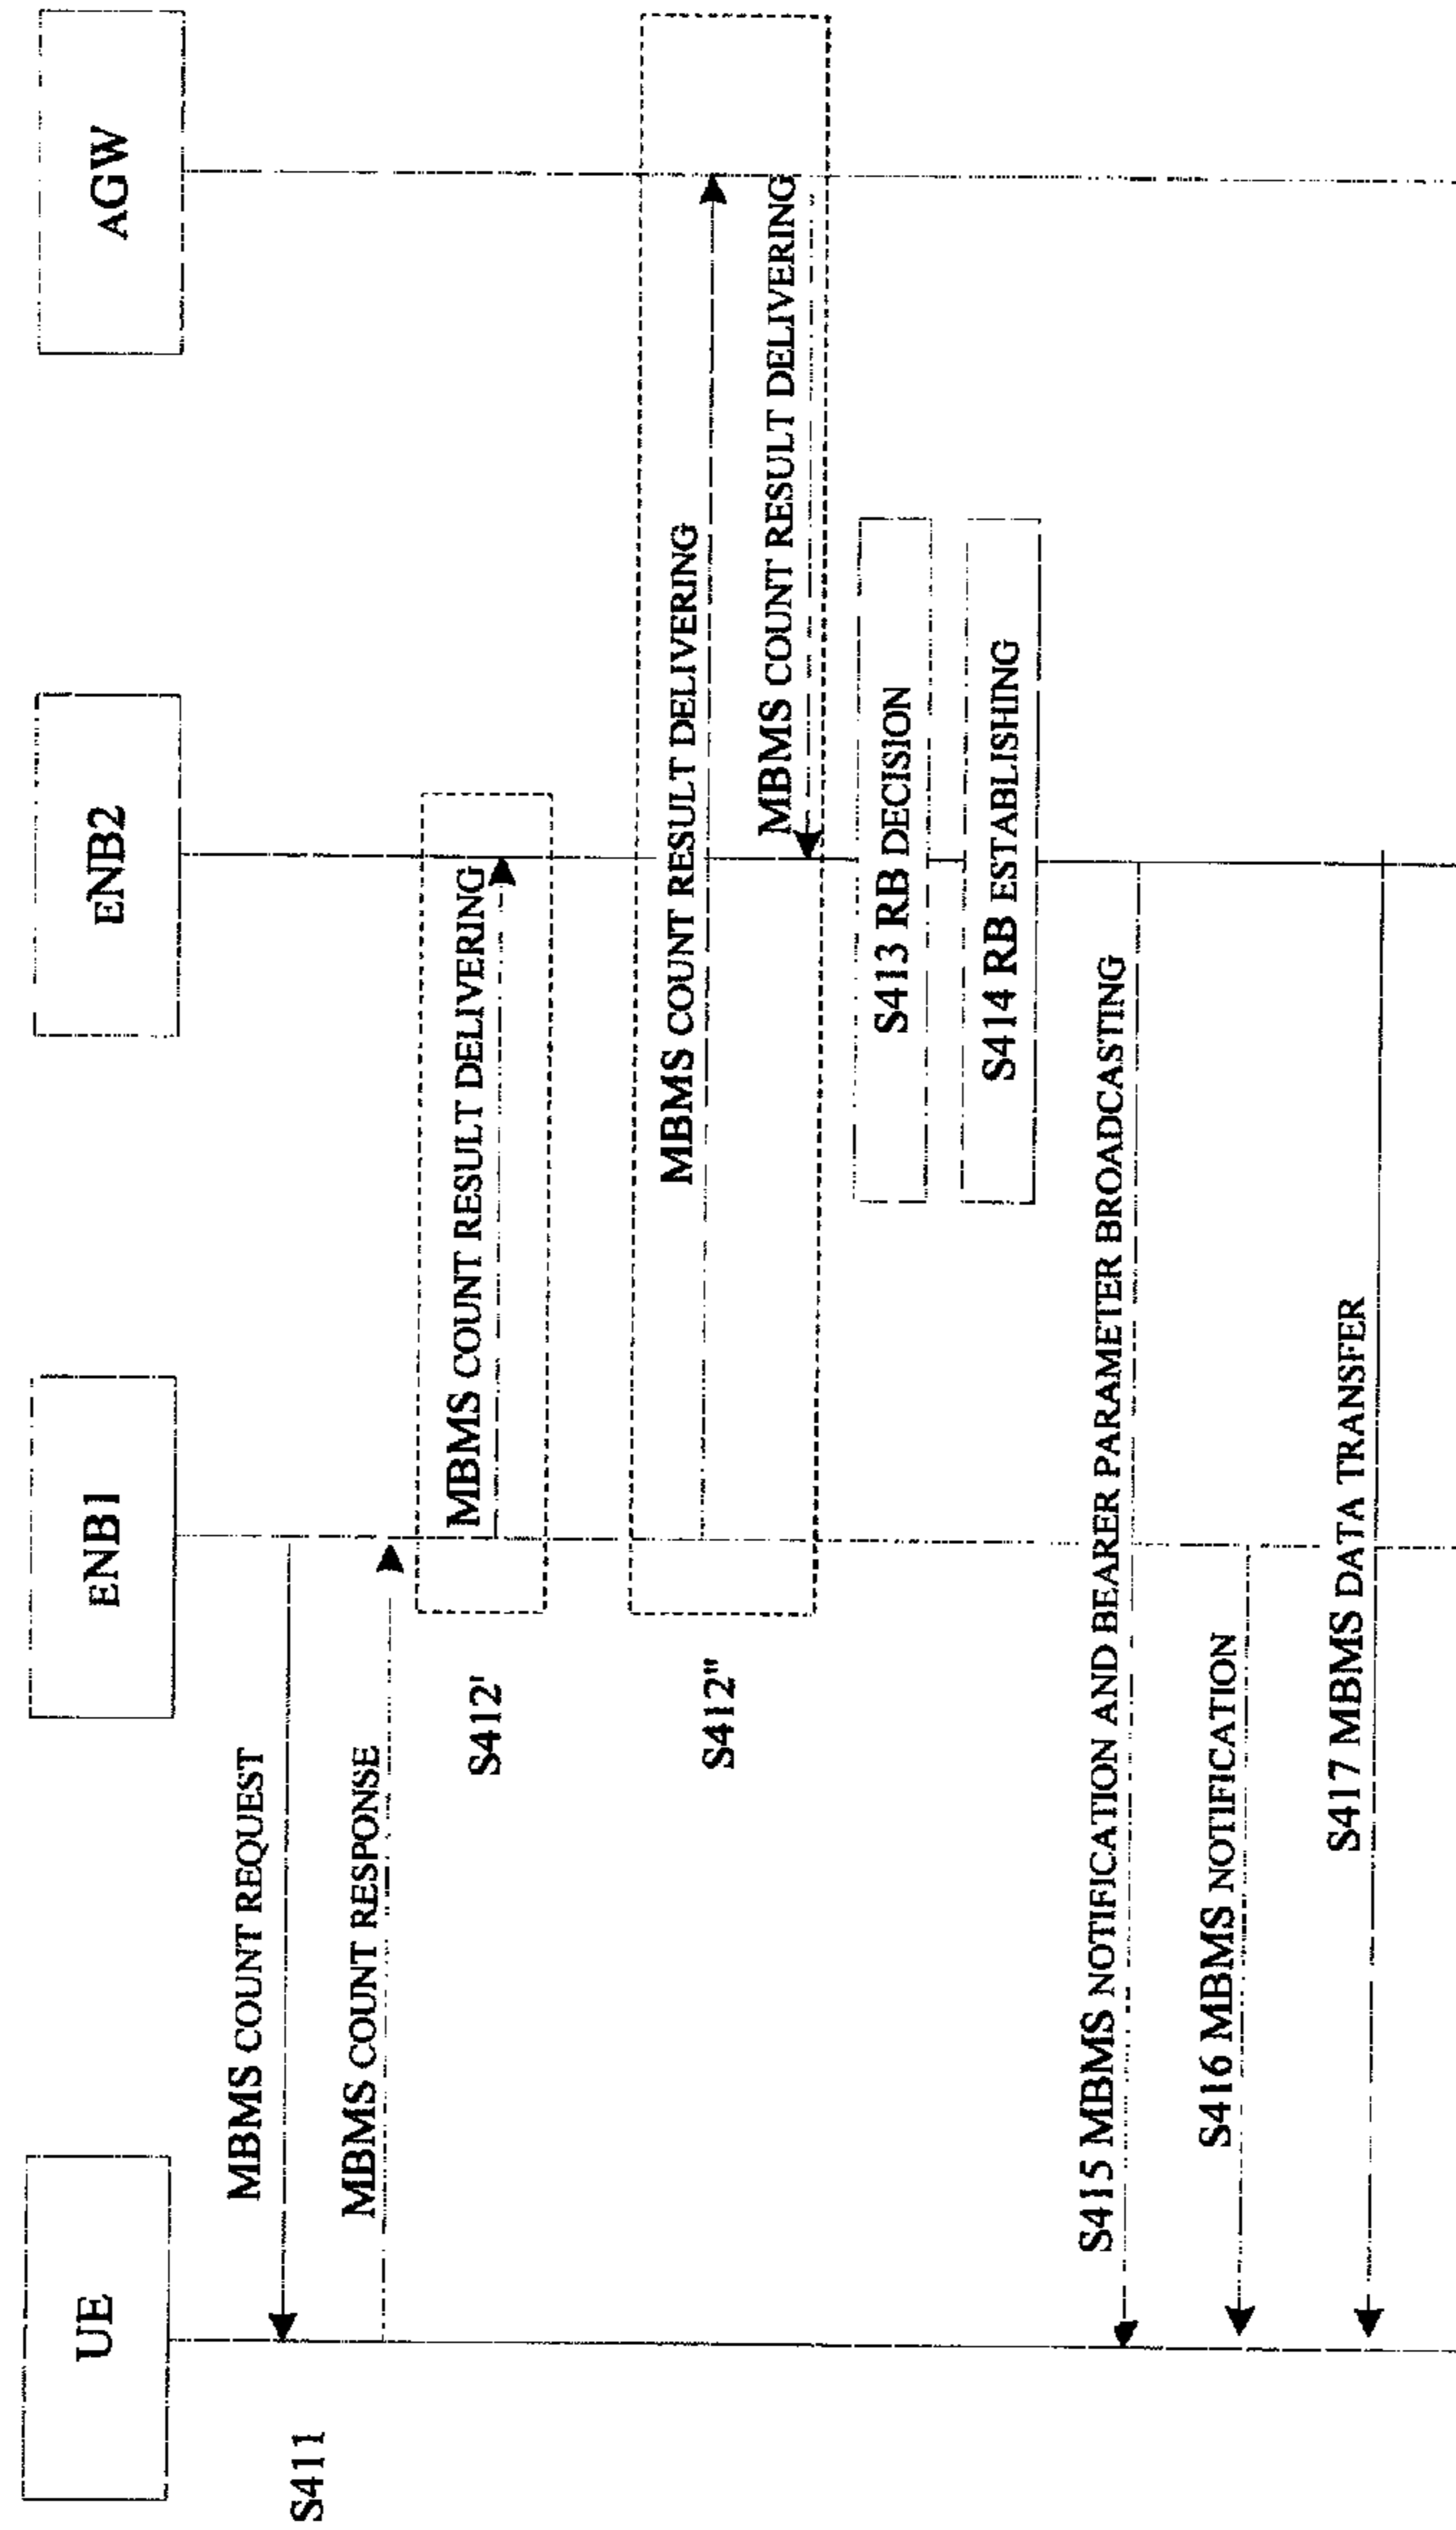 UE
ENB1
ENB2
AGW
S411
MBMS COUNT REQUEST
MBMS COUNT RESPONSE
S412'
MBMS COUNT RESULT DELIVERING
S412"
MBMS COUNT RESULT DELIVERING
MBMS COUNT RESULT DELIVERING
S413 RB DECISION
S414 RB ESTABLISHING
S415 MBMS NOTIFICATION AND BEARER PARAMETER BROADCASTING
S416 MBMS NOTIFICATION
S417 MBMS DATA TRANSFER